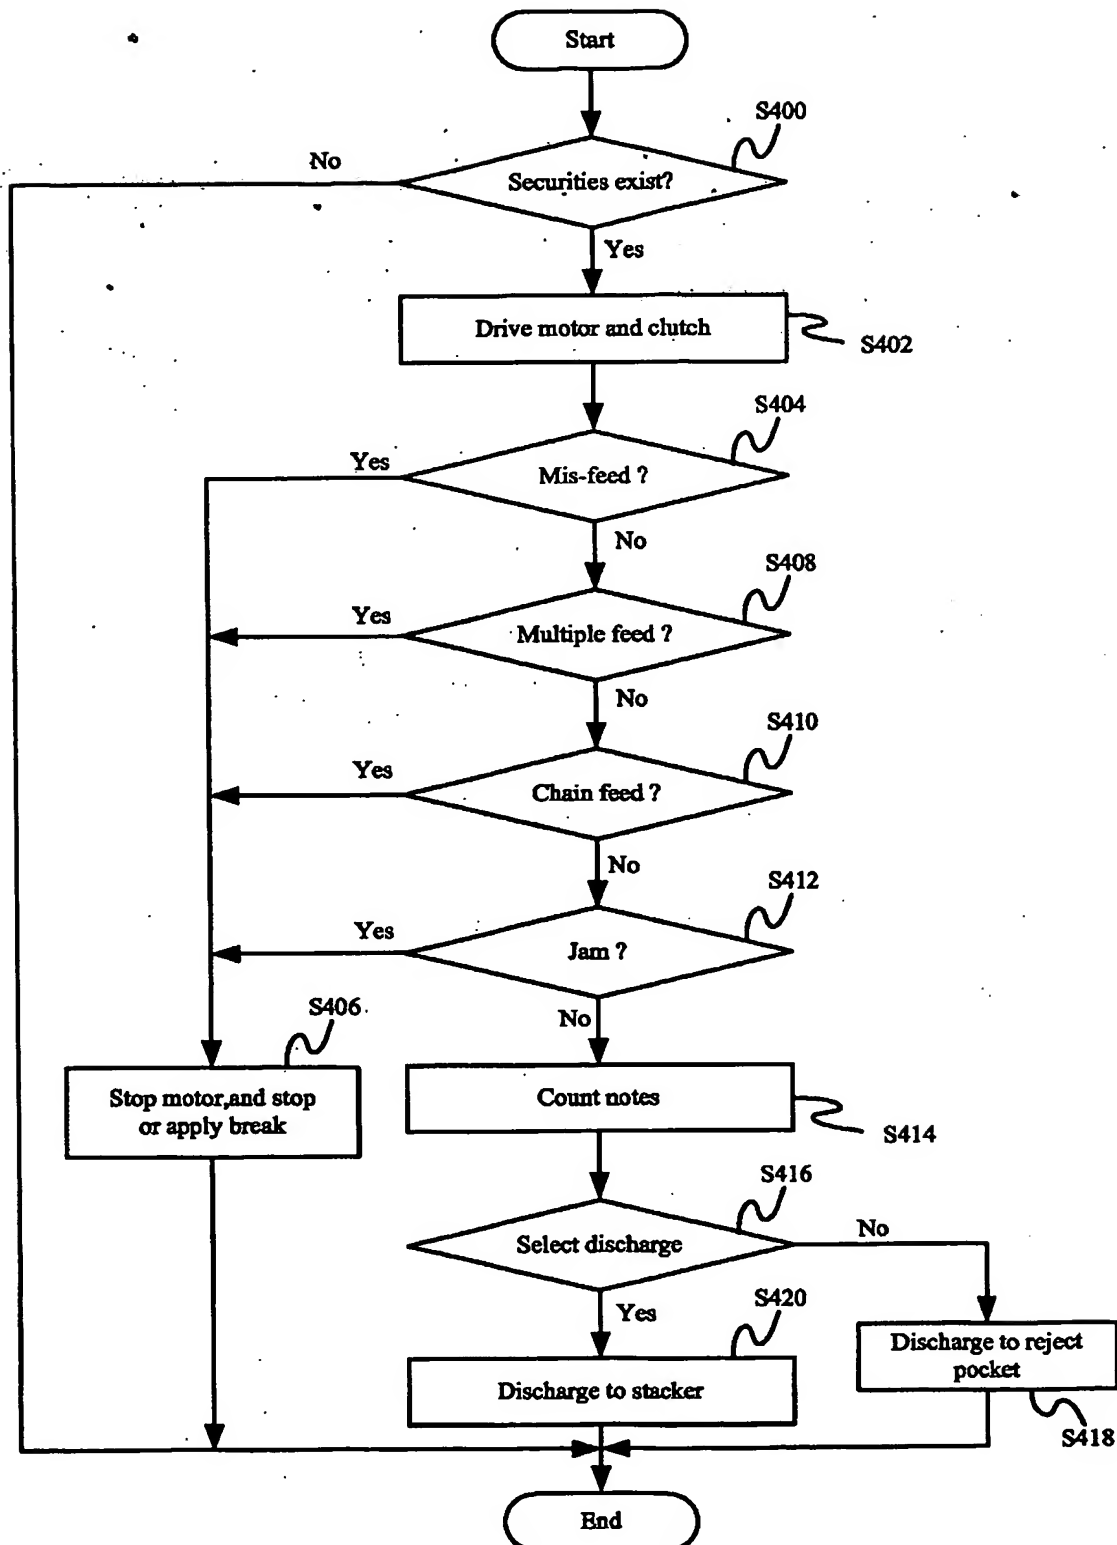 Start
S400
No
Securities exist?
Yes
Drive motor and clutch
S402
S404
Yes
Mis-feed ?
No
S408
Yes
Multiple feed ?
No
S410
Yes
Chain feed ?
No
S412
Yes
Jam ?
No
S406
Stop motor,and stop
or apply break
Count notes
S414
S416
Select discharge
No
Yes
S420
Discharge to reject
pocket
Discharge to stacker
S418
End